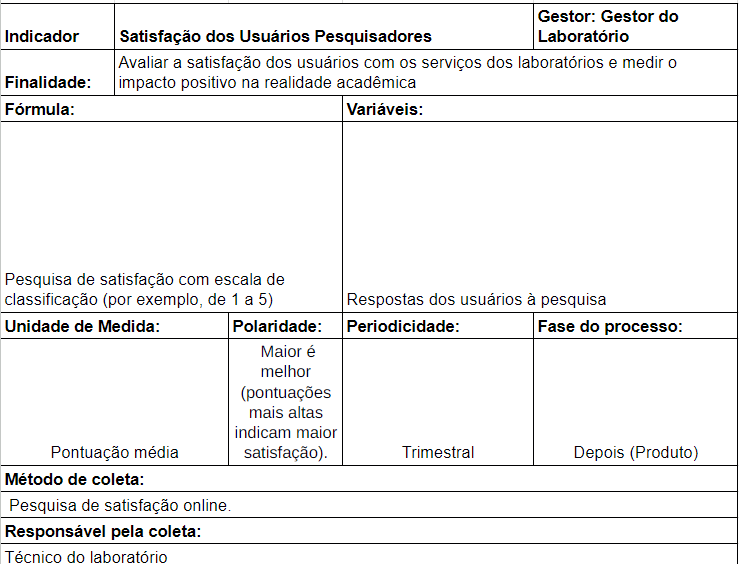 Indicador
Satisfação dos Usuários Pesquisadores
Gestor: Gestor do
Laboratório
Finalidade:
Avaliar a satisfação dos usuários com os serviços dos laboratórios e medir o
impacto positivo na realidade acadêmica
Fórmula:
Variáveis:
Pesquisa de satisfação com escala de
classificação (por exemplo, de 1 a 5)
Respostas dos usuários à pesquisa
Unidade de Medida:
Polaridade:
Periodicidade:
Fase do processo:
Pontuação média
Maior é
melhor
(pontuações
mais altas
indicam maior
satisfação).
Trimestral
Depois (Produto)
Método de coleta:
Pesquisa de satisfação online.
Responsável pela coleta:
Técnico do laboratório